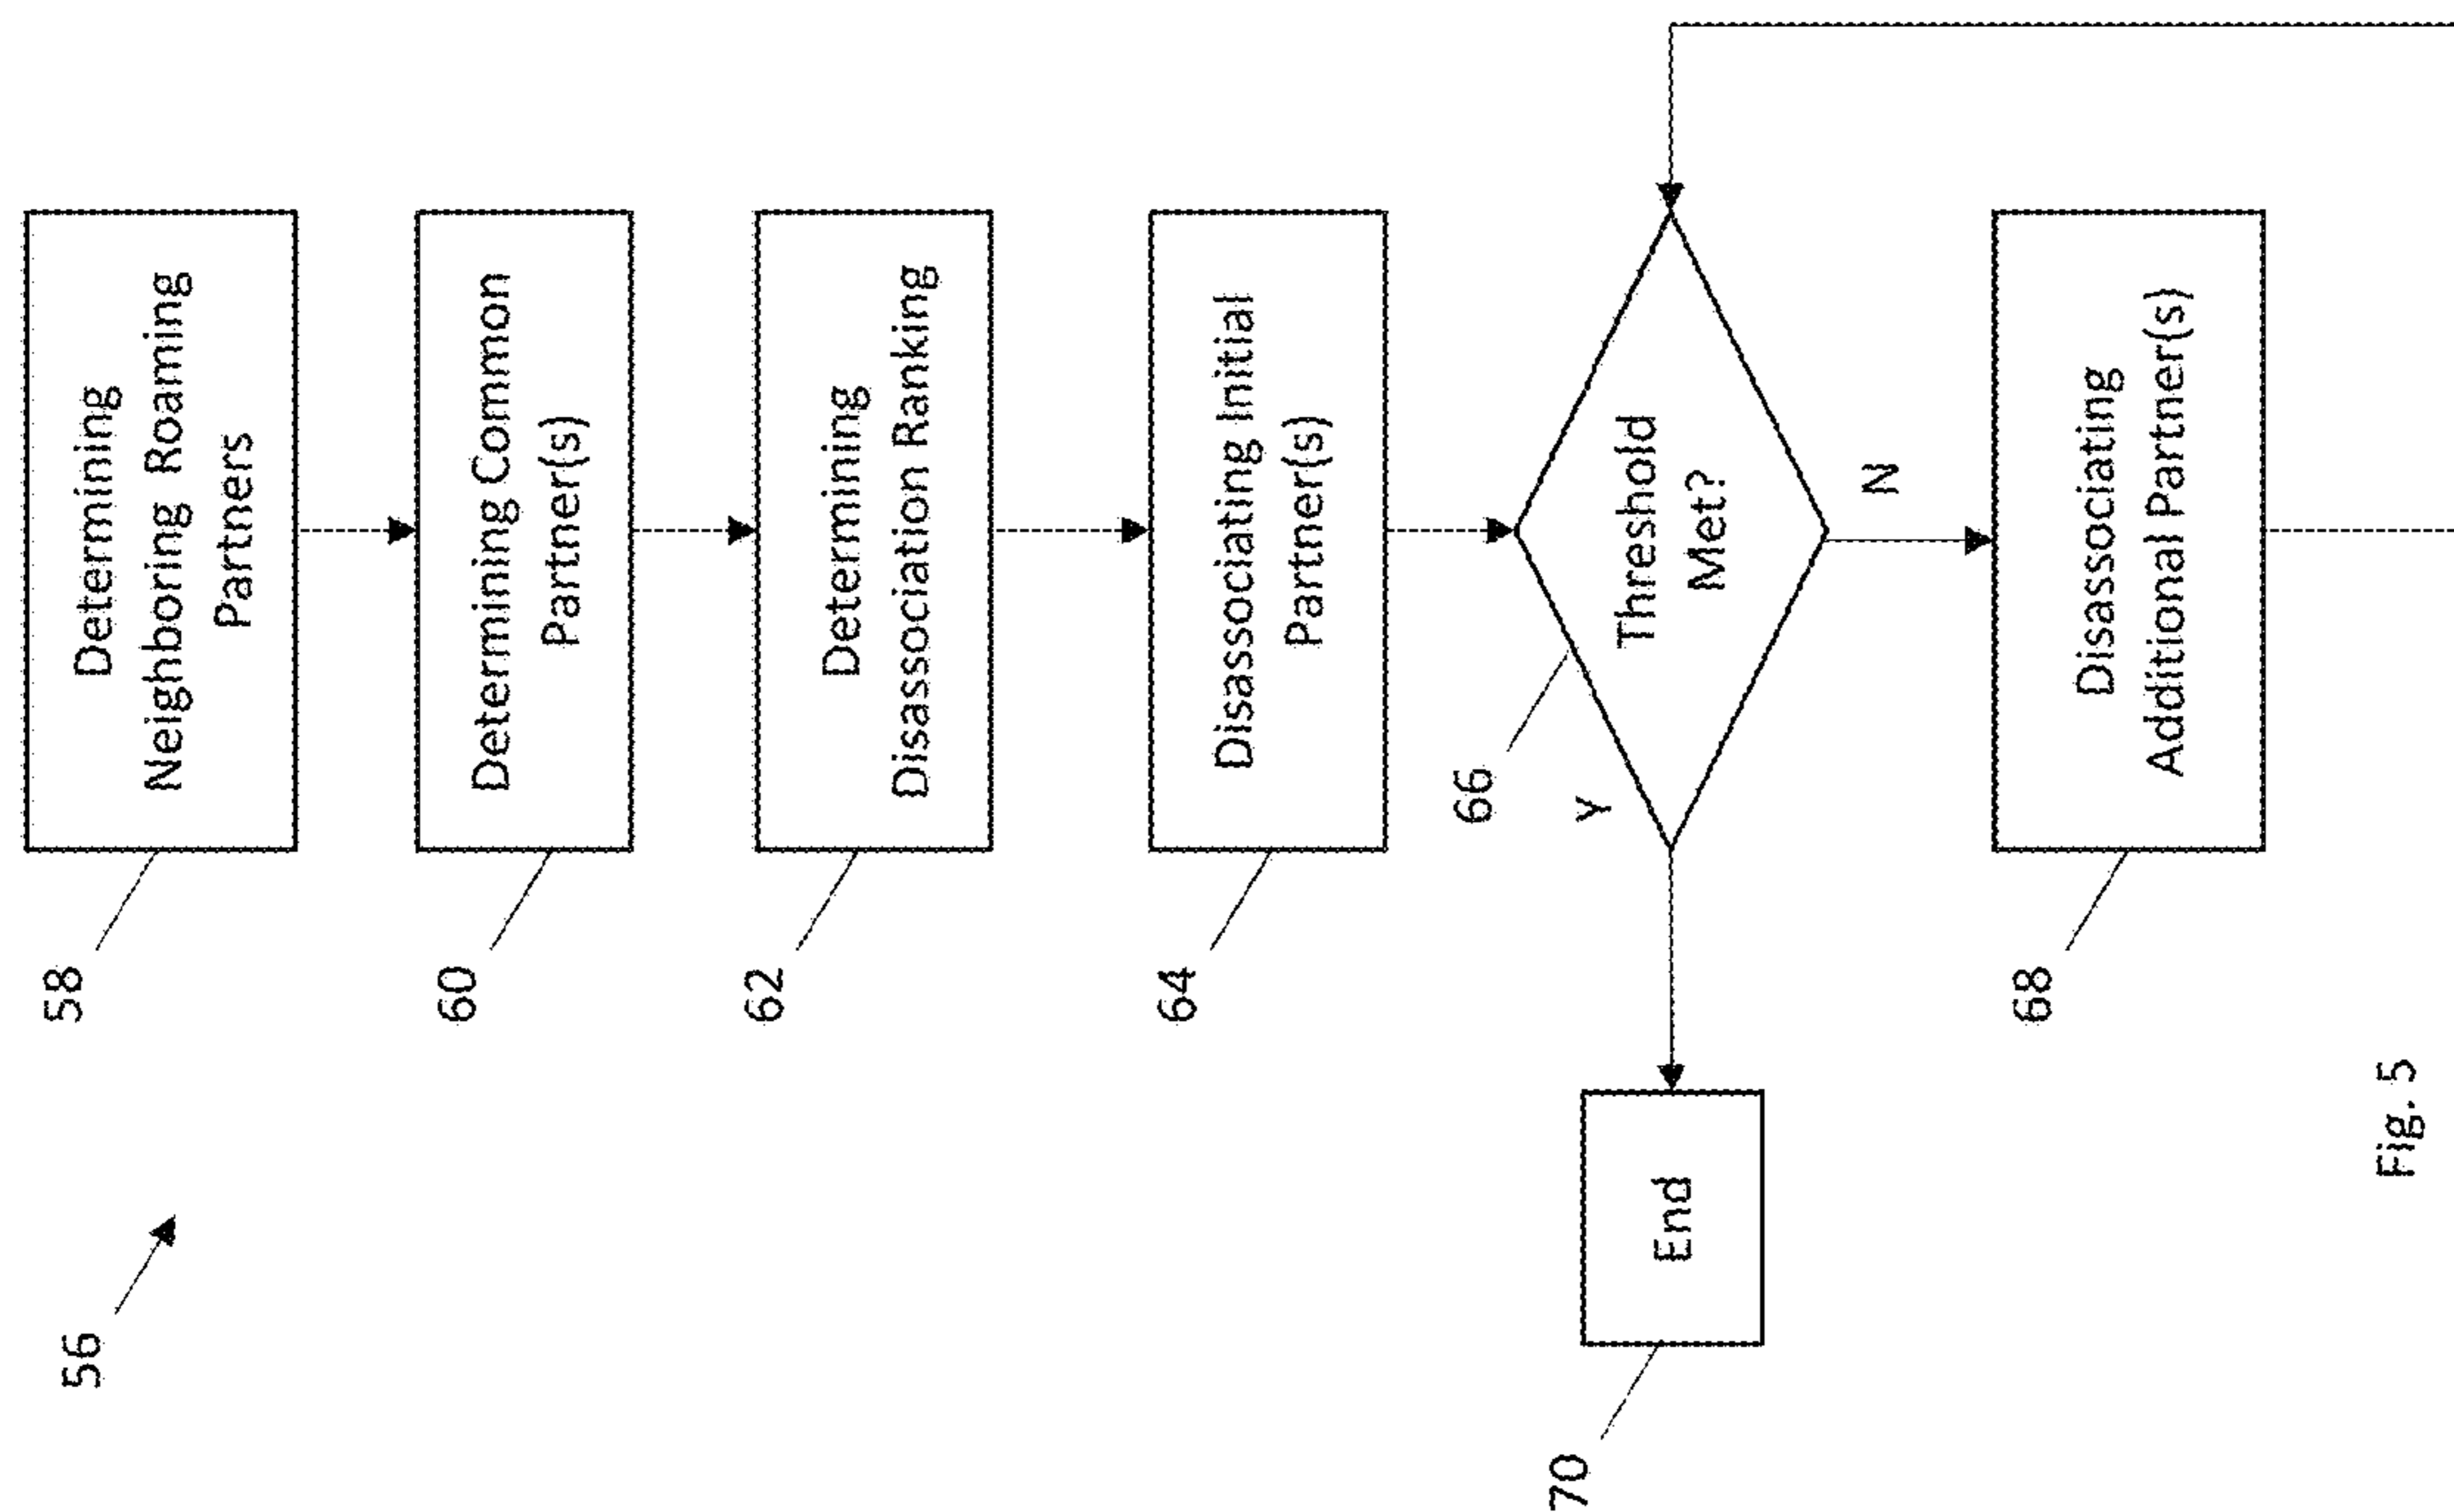 56
58
Determining
Neighboring Roaming
Partners
60
Determining Common
Partner(s)
62
Determining
Disassociation Ranking
64
Disassociating Initial
Partner(s)
66
Threshold
Met?
Y
N
70
End
68
Disassociating
Additional Partner(s)
Fig. 5